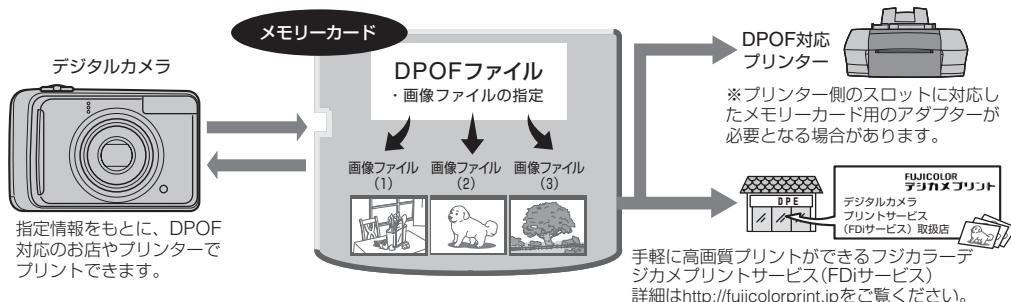 メモリーカード
デジタルカメラ
指定情報をもとに、DPOF
対応のお店やプリンターで
プリントできます。
DPOFファイル
・画像ファイルの指定
画像ファイル
(1)
画像ファイル
(2)
画像ファイル
(3)
DPOF対応
プリンター
※プリンター側のスロットに対応し
たメモリーカード用のアダプターが
必要となる場合があります。
DPE
FUJICOLOR
デジカメプリント
デジタルカメラ
プリントサービス
(FDiサービス)取扱店
手軽に高画質プリントができるフジカラーデ
ジカメプリントサービス(FDiサービス)
詳細はhttp://fujicolorprint.jpをご覧ください。